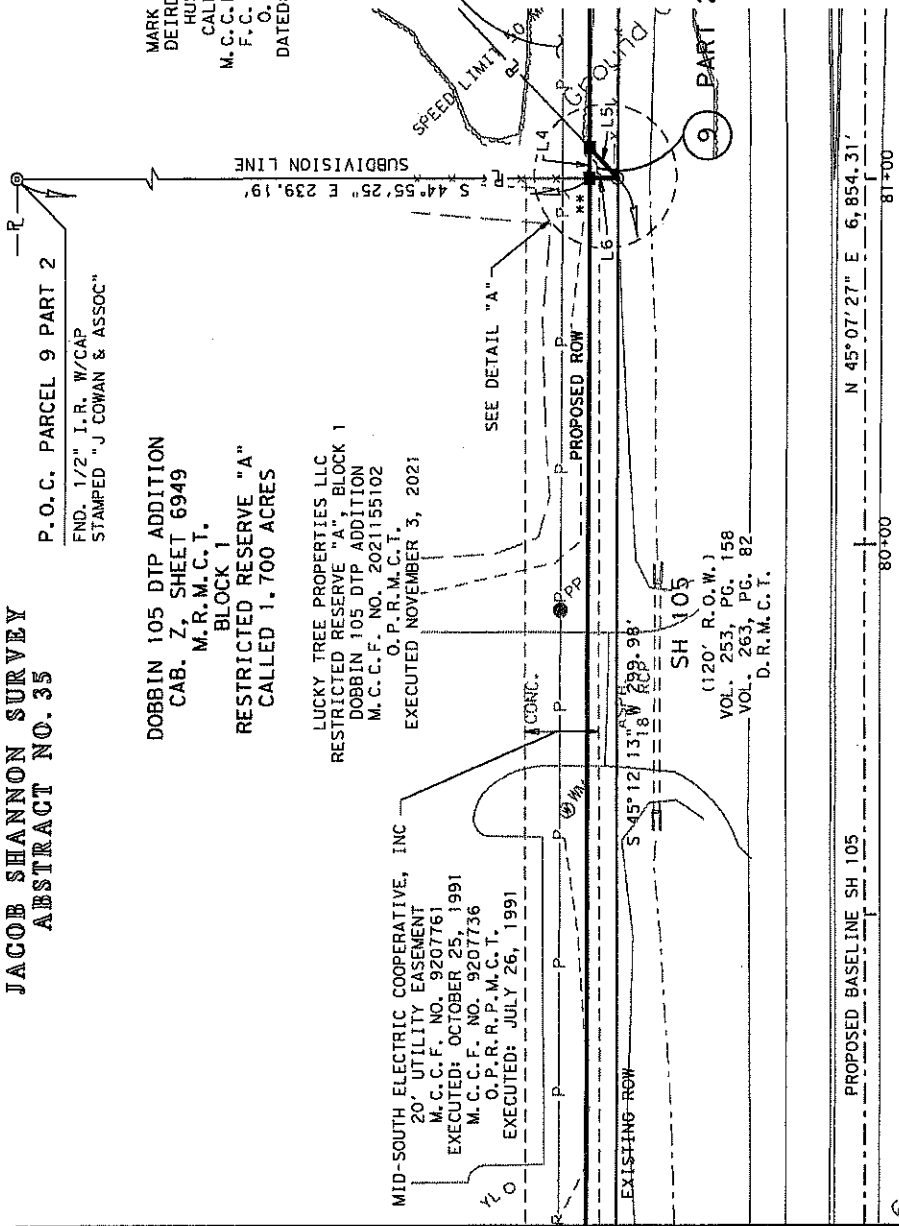 JACOB SHANNON SURVEY
ABSTRACT NO. 35
P.O.C. PARCEL 9 PART 2
FND. 1/2" I.R. W/CAP
STAMPED "J COWAN & ASSOC"
DOBBIN 105 DTP ADDITION
CAB. Z, SHEET 6949
M.R.M.C.T.
BLOCK 1
RESTRICTED RESERVE "A"
CALLED 1.700 ACRES
LUCKY TREE PROPERTIES LLC
RESTRICTED RESERVE "A", BLOCK 1
DOBBIN 105 DTP ADDITION
M.C.C.F. NO. 2021155102
O.P.R.M.C.T.
EXECUTED NOVEMBER 3, 2021
MID-SOUTH ELECTRIC COOPERATIVE, INC
20' UTILITY EASEMENT
M.C.C.F. NO. 9207761
EXECUTED: OCTOBER 25, 1991
M.C.C.F. NO. 9207736
O.P.R.R.P.M.C.T.
EXECUTED: JULY 26, 1991
MARK
DEIRD
HUS
CALL
M.C.C.
F.C.
O.
DATED:
SUBDIVISION LINE
S 44°55'25" E 239.19'
SPEED LIMIT
Ground
SEE DETAIL "A"
L4
L5
L6
**
9
PART
CONC.
PP
P
PROPOSED ROW
EXISTING ROW
S 45°12'13" W 299.98'
18" RCP
SH 105
(120' R.O.W.)
VOL. 253, PG. 158
VOL. 263, PG. 82
D.R.M.C.T.
PROPOSED BASELINE SH 105
N 45°07'27" E 6,854.31'
80+00
81+00